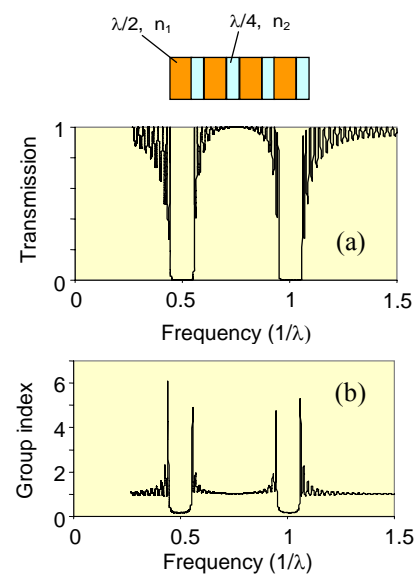 λ/2, n₁
λ/4, n₂
Transmission
1
0
(a)
0
0.5
1
1.5
Frequency (1/λ)
Group index
6
4
2
0
(b)
0
0.5
1
1.5
Frequency (1/λ)